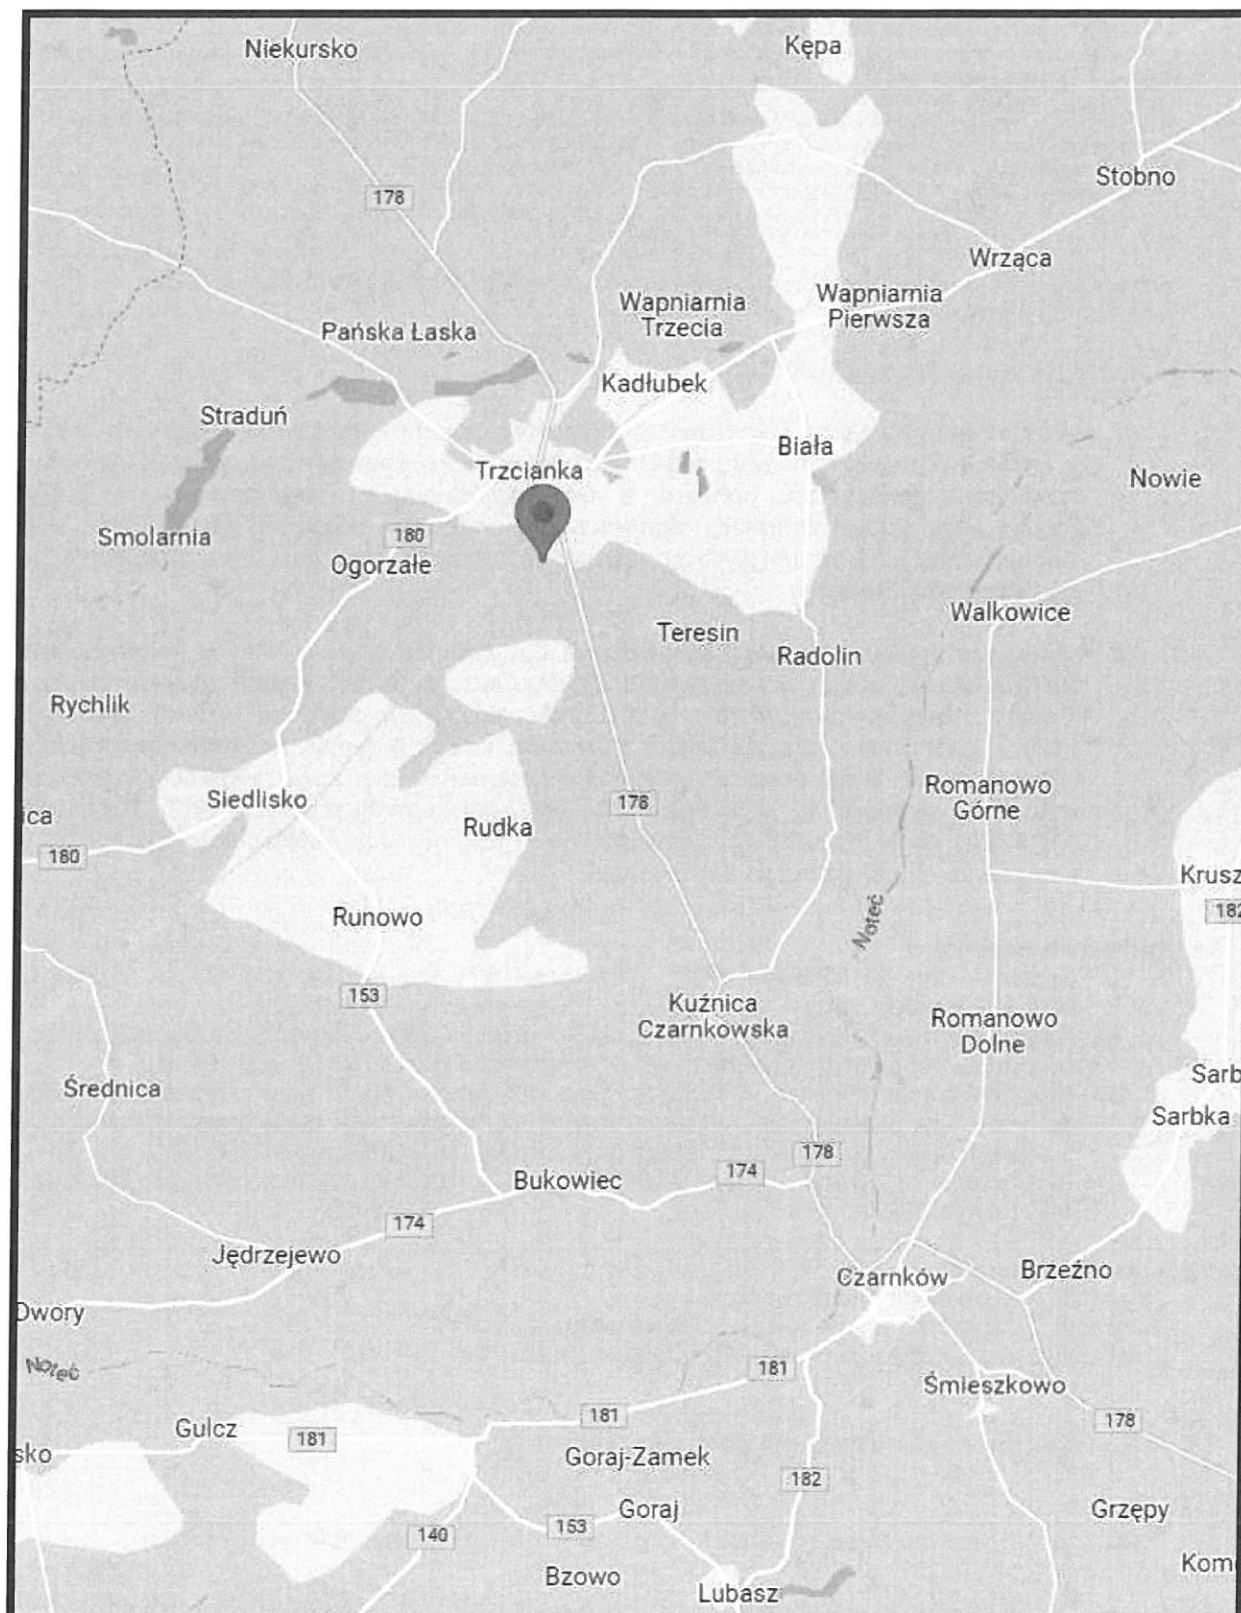 Niekursko
Kępa
178
Stobno
Wrząca
Wapniarnia
Trzecia
Wapniarnia
Pierwsza
Pańska Łaska
Kadłubek
Straduń
Biała
Trzcianka
Nowie
Smolarnia
180
Ogorzałe
Walkowice
Teresin
Radolin
Rychlik
Romanowo
Górne
Siedlisko
178
ica
Rudka
180
Krusz
182
Runowo
Noteć
153
Kuźnica
Czarnkowska
Romanowo
Dolne
Średnica
Sarb
Sarbka
178
174
Bukowiec
174
Jędrzejewo
Czarnków
Brzeźno
Dwory
Noteć
181
Śmieszkowo
181
178
Gulcz
181
sko
Goraj-Zamek
182
Goraj
Grzępy
153
140
Bzowo
Kom
Lubasz